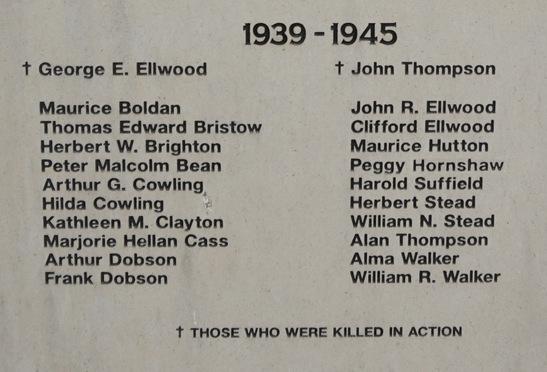 1939 - 1945
† George E. Ellwood
Maurice Boldan
Thomas Edward Bristow
Herbert W. Brighton
Peter Malcolm Bean
Arthur G. Cowling
Hilda Cowling
Kathleen M. Clayton
Marjorie Hellan Cass
Arthur Dobson
Frank Dobson
† John Thompson
John R. Ellwood
Clifford Ellwood
Maurice Hutton
Peggy Hornshaw
Harold Suffield
Herbert Stead
William N. Stead
Alan Thompson
Alma Walker
William R. Walker
† THOSE WHO WERE KILLED IN ACTION